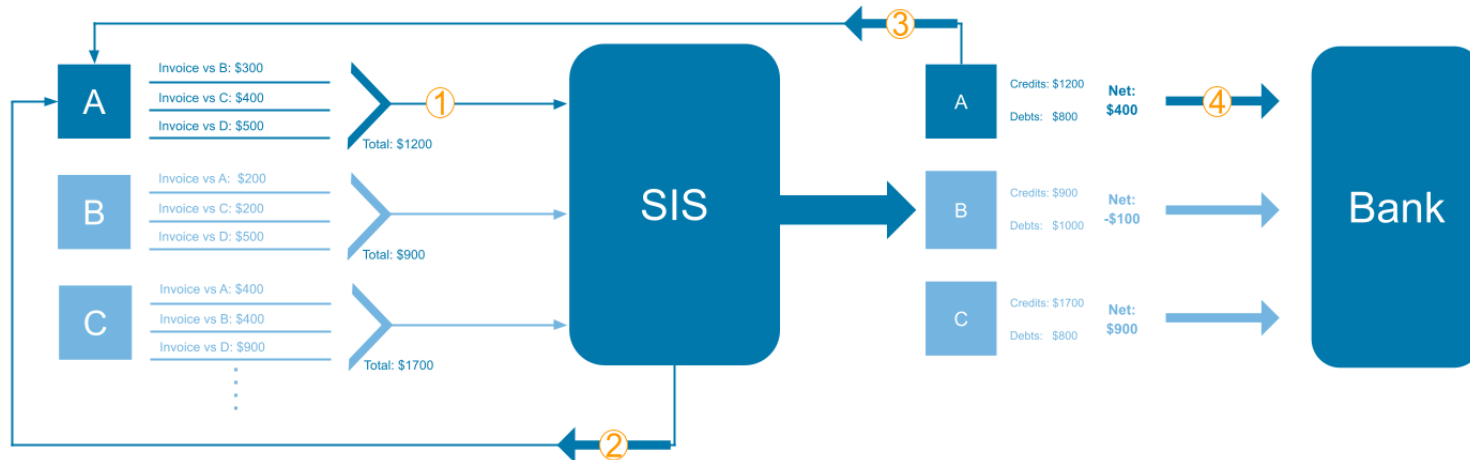 3
A
Invoice vs B: $300
Invoice vs C: $400
Invoice vs D: $500
Total: $1200
1
B
Invoice vs A:  $200
Invoice vs C: $200
Invoice vs D: $500
Total: $900
C
Invoice vs A: $400
Invoice vs B: $400
Invoice vs D: $900
Total: $1700
SIS
2
A
Credits: $1200
Debts:  $800
Net:
$400
4
B
Credits: $900
Debts:  $1000
Net:
-$100
C
Credits: $1700
Debts:  $800
Net:
$900
Bank